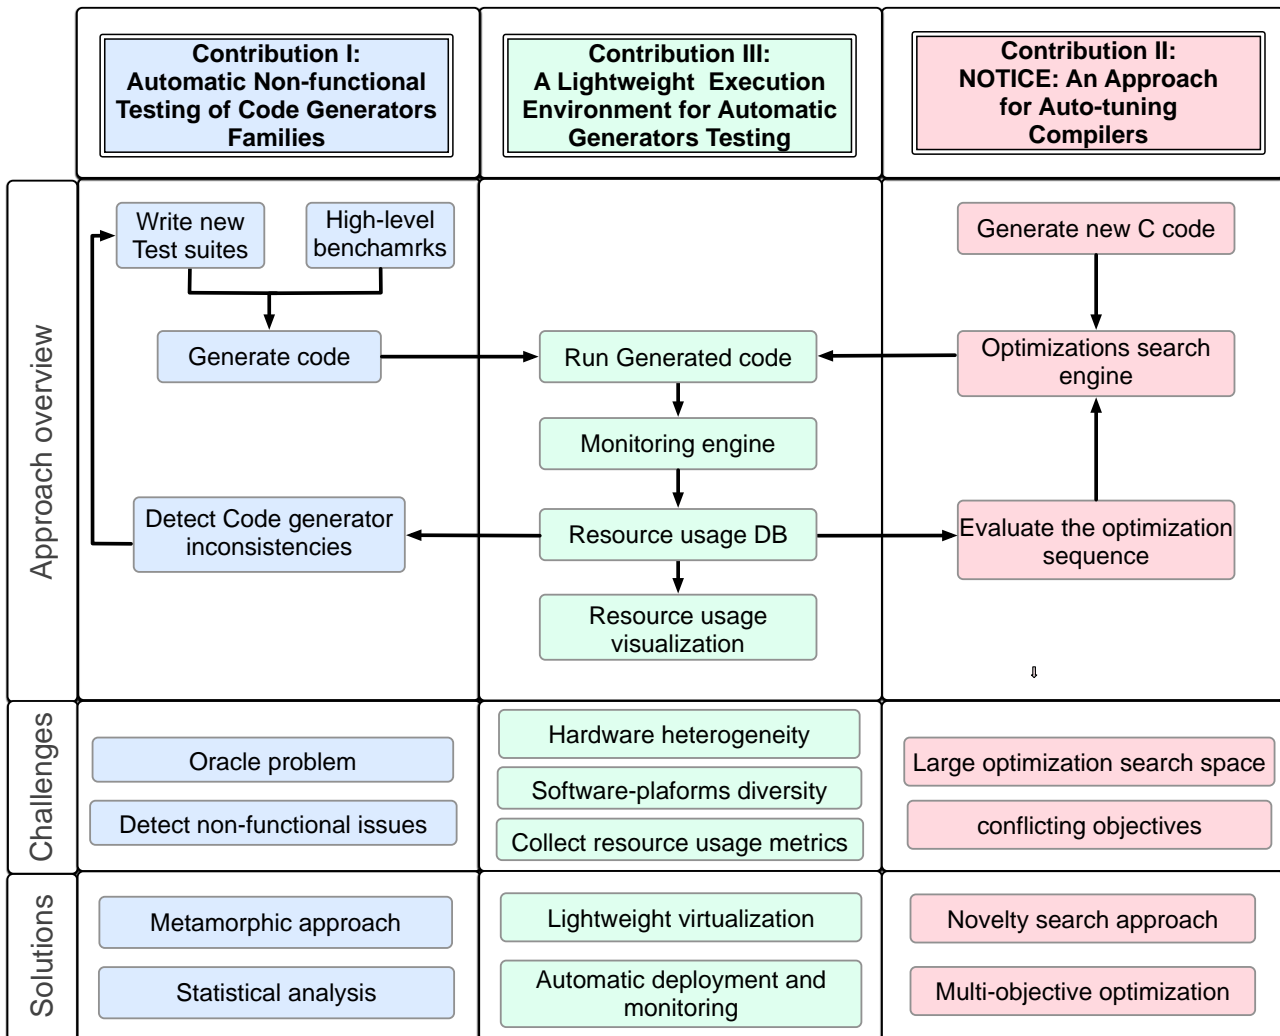 Contribution I:
Automatic Non-functional
Testing of Code Generators
Families
Contribution III:
A Lightweight Execution
Environment for Automatic
Generators Testing
Contribution II:
NOTICE: An Approach
for Auto-tuning
Compilers
Approach overview
Write new
Test suites
High-level
benchamrks
Generate code
Detect Code generator
inconsistencies
Run Generated code
Monitoring engine
Resource usage DB
Resource usage
visualization
Generate new C code
Optimizations search
engine
Evaluate the optimization
sequence
⇩
Challenges
Oracle problem
Detect non-functional issues
Hardware heterogeneity
Software-plaforms diversity
Collect resource usage metrics
Large optimization search space
conflicting objectives
Solutions
Metamorphic approach
Statistical analysis
Lightweight virtualization
Automatic deployment and
monitoring
Novelty search approach
Multi-objective optimization